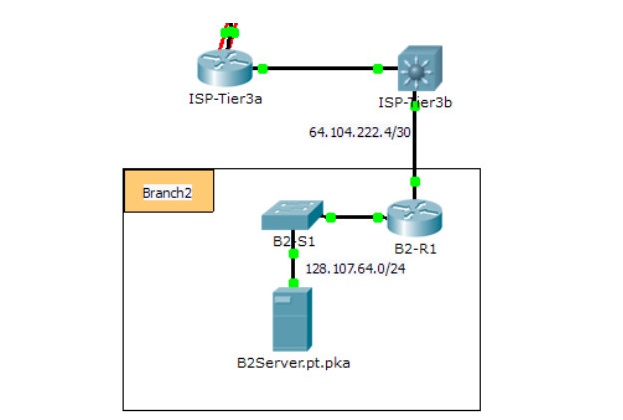 ISP-Tier3a
ISP-Tier3b
64.104.222.4/30
Branch2
B2-S1
B2-R1
128.107.64.0/24
B2Server.pt.pka